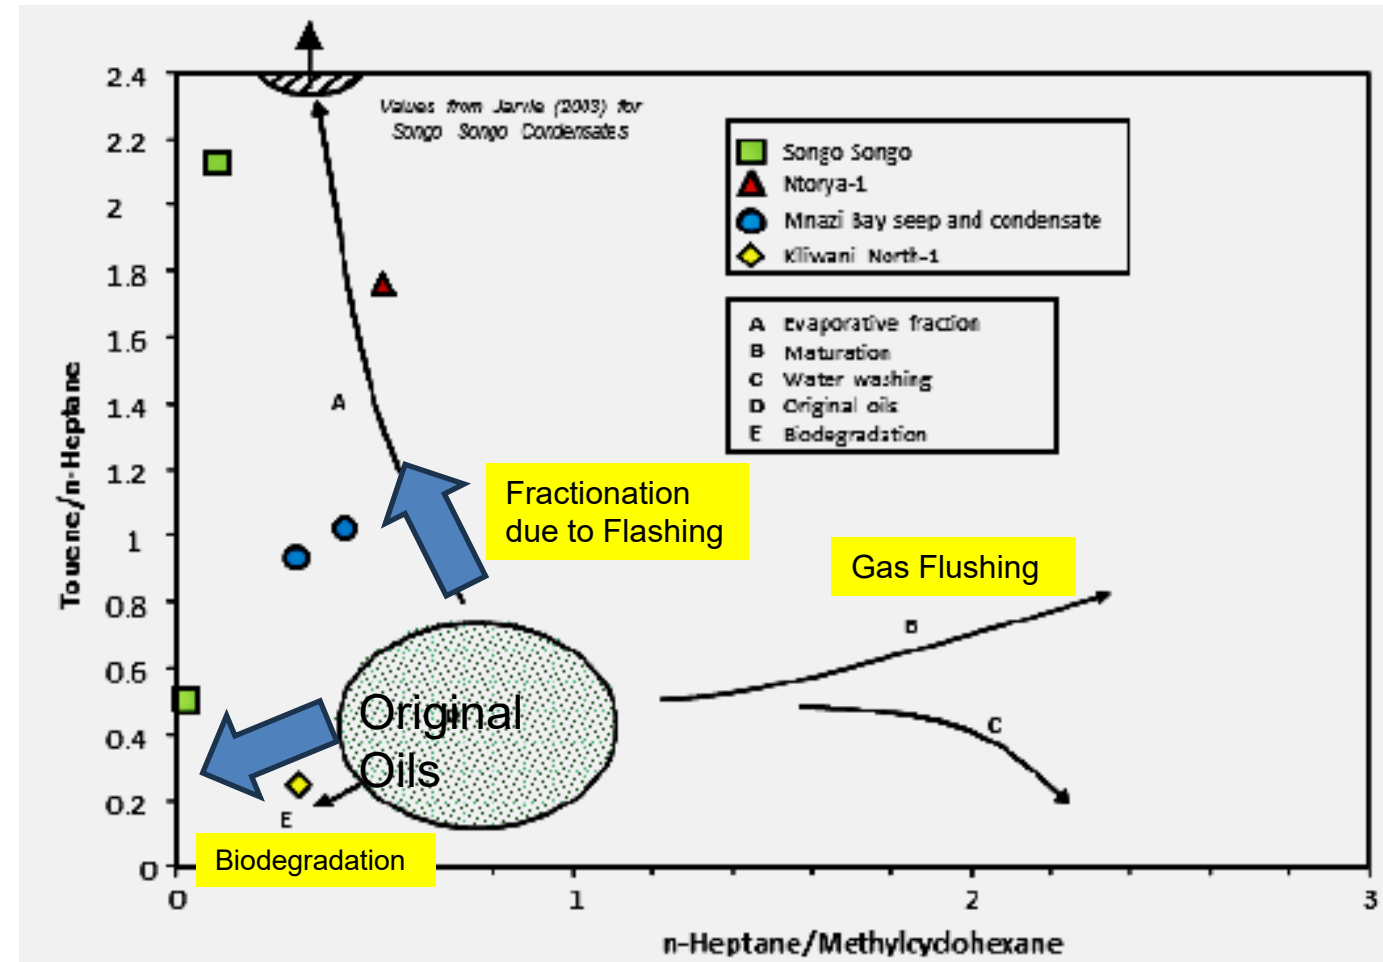 2.4
2.2
2
1.8
1.6
1.4
1.2
1
0.8
0.6
0.4
0.2
0
0
1
2
3
Touene/n-Heptane
n-Heptane/Methylcyclohexane
Values from Jarvie (2003) for
Songo Songo Condensates
Songo Songo
Ntorya-1
Mnazi Bay seep and condensate
Kiliwani North-1
A Evaporative fraction
B Maturation
C Water washing
D Original oils
E Biodegradation
A
Fractionation
due to Flashing
Gas Flushing
B
C
Original
Oils
E
Biodegradation